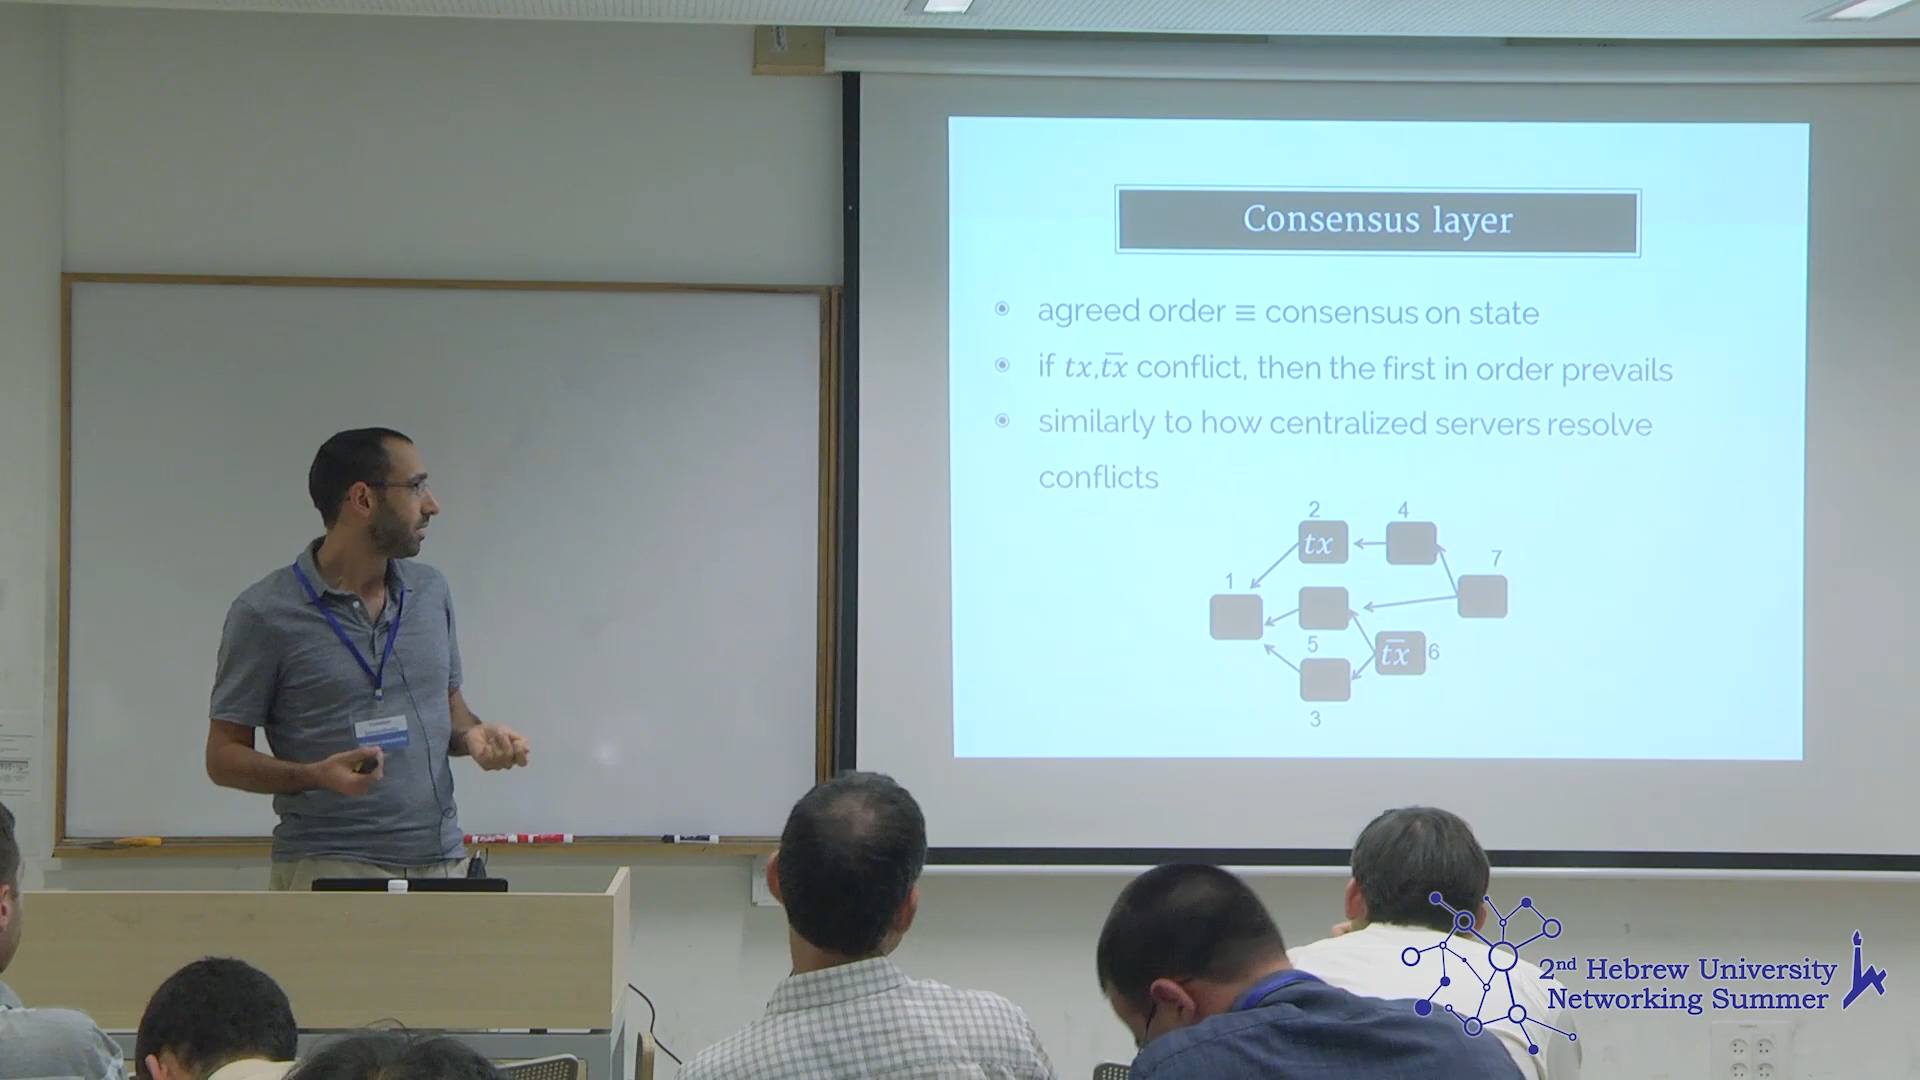 Consensus layer
agreed order ≡ consensus on state
if tx,t̅x̅ conflict, then the first in order prevails
similarly to how centralized servers resolve
conflicts
2
4
tx
7
1
5
t̅x̅
6
3
2nd Hebrew University
Networking Summer